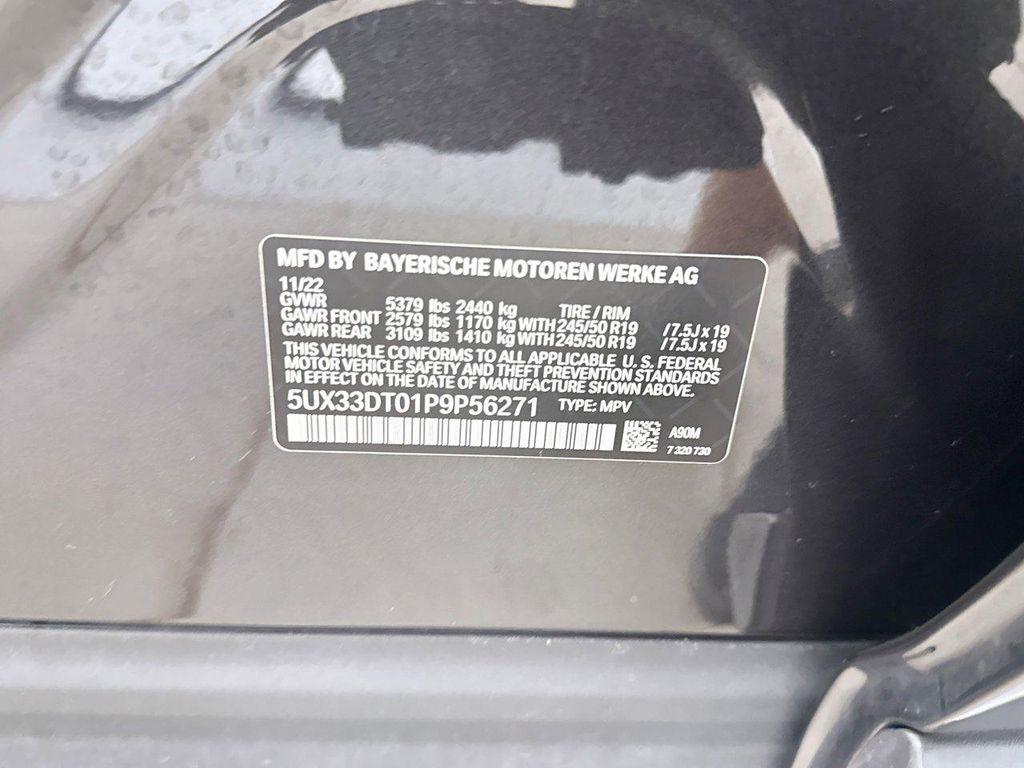 MFD BY BAYERISCHE MOTOREN WERKE AG
11/22
GVWR 5379 lbs 2440 kg TIRE / RIM
GAWR FRONT 2579 lbs 1170 kg WITH 245/50 R19 / 7.5J x 19
GAWR REAR 3109 lbs 1410 kg WITH 245/50 R19 / 7.5J x 19
THIS VEHICLE CONFORMS TO ALL APPLICABLE U. S. FEDERAL
MOTOR VEHICLE SAFETY AND THEFT PREVENTION STANDARDS
IN EFFECT ON THE DATE OF MANUFACTURE SHOWN ABOVE.
5UX33DT01P9P56271 TYPE: MPV
A90M
7 320 730